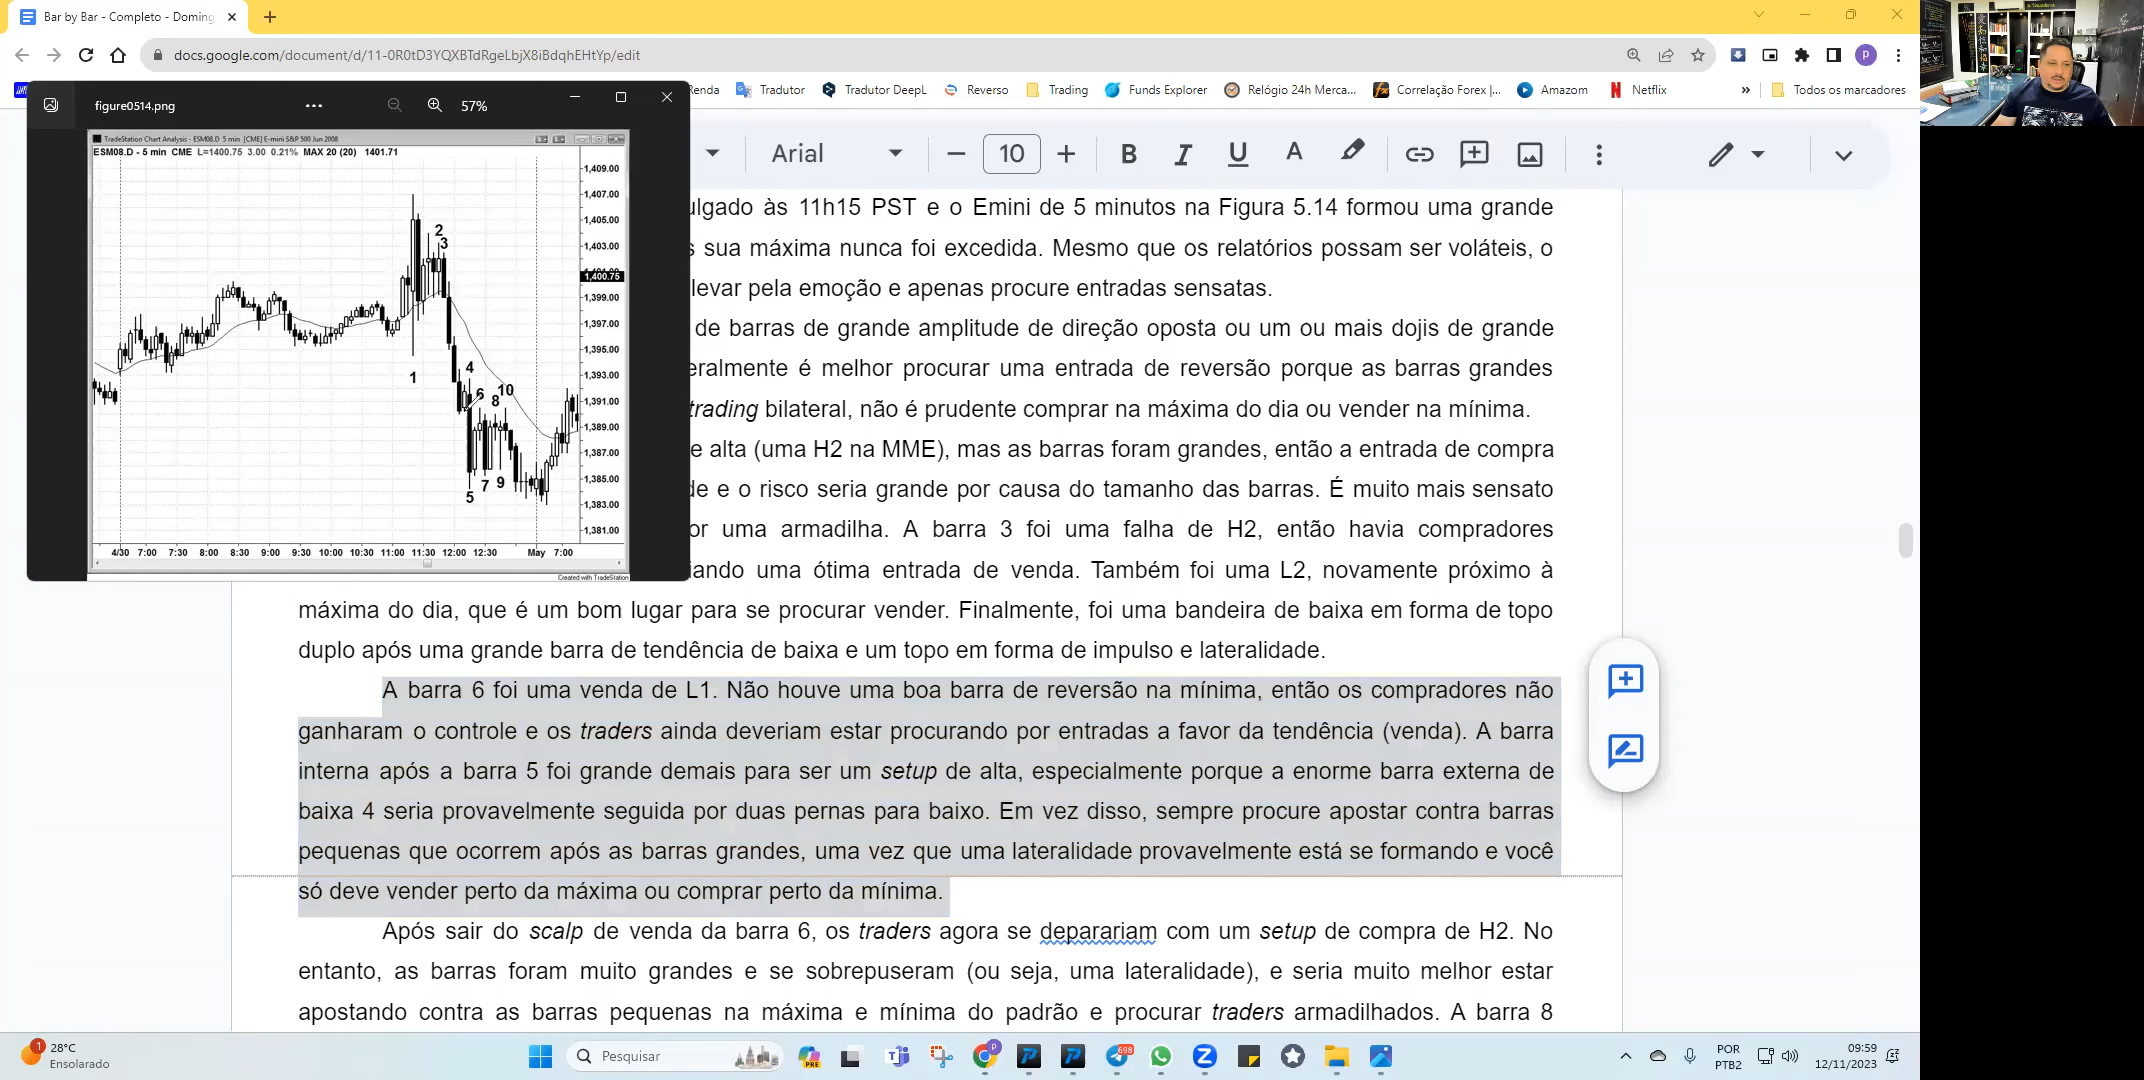 Bar by Bar - Completo - Doming
docs.google.com/document/d/11-0R0tD3YQXBTdRgeLbjX8iBdqhEHtYp/edit
Renda Tradutor Tradutor DeepL Reverso Trading Funds Explorer Relógio 24h Merca... Correlação Forex |... Amazom Netflix » Todos os marcadores
figure0514.png ... 57%
TradeStation Chart Analysis - ESM08.D 5 min [CME] E-mini S&P 500 Jun 2008
ESM08.D - 5 min CME L=1400.75 3.00 0.21% MAX 20 (20) 1401.71
1,409.00
1,407.00
1,405.00
1,403.00
1,400.75
1,399.00
1,397.00
1,395.00
1,393.00
1,391.00
1,389.00
1,387.00
1,385.00
1,383.00
1,381.00
2
3
4
1
6
8
10
7
9
5
4/30 7:00 7:30 8:00 8:30 9:00 9:30 10:00 10:30 11:00 11:30 12:00 12:30 May 7:00
Created with TradeStation
Arial 10 B I U A
ulgado às 11h15 PST e o Emini de 5 minutos na Figura 5.14 formou uma grande
s sua máxima nunca foi excedida. Mesmo que os relatórios possam ser voláteis, o
levar pela emoção e apenas procure entradas sensatas.
de barras de grande amplitude de direção oposta ou um ou mais dojis de grande
eralmente é melhor procurar uma entrada de reversão porque as barras grandes
trading bilateral, não é prudente comprar na máxima do dia ou vender na mínima.
e alta (uma H2 na MME), mas as barras foram grandes, então a entrada de compra
de e o risco seria grande por causa do tamanho das barras. É muito mais sensato
or uma armadilha. A barra 3 foi uma falha de H2, então havia compradores
iando uma ótima entrada de venda. Também foi uma L2, novamente próximo à
máxima do dia, que é um bom lugar para se procurar vender. Finalmente, foi uma bandeira de baixa em forma de topo
duplo após uma grande barra de tendência de baixa e um topo em forma de impulso e lateralidade.
A barra 6 foi uma venda de L1. Não houve uma boa barra de reversão na mínima, então os compradores não
ganharam o controle e os traders ainda deveriam estar procurando por entradas a favor da tendência (venda). A barra
interna após a barra 5 foi grande demais para ser um setup de alta, especialmente porque a enorme barra externa de
baixa 4 seria provavelmente seguida por duas pernas para baixo. Em vez disso, sempre procure apostar contra barras
pequenas que ocorrem após as barras grandes, uma vez que uma lateralidade provavelmente está se formando e você
só deve vender perto da máxima ou comprar perto da mínima.
Após sair do scalp de venda da barra 6, os traders agora se deparariam com um setup de compra de H2. No
entanto, as barras foram muito grandes e se sobrepuseram (ou seja, uma lateralidade), e seria muito melhor estar
apostando contra as barras pequenas na máxima e mínima do padrão e procurar traders armadilhados. A barra 8
1 28°C
Ensolarado
Pesquisar
PRE
698
POR
PTB2
09:59
12/11/2023